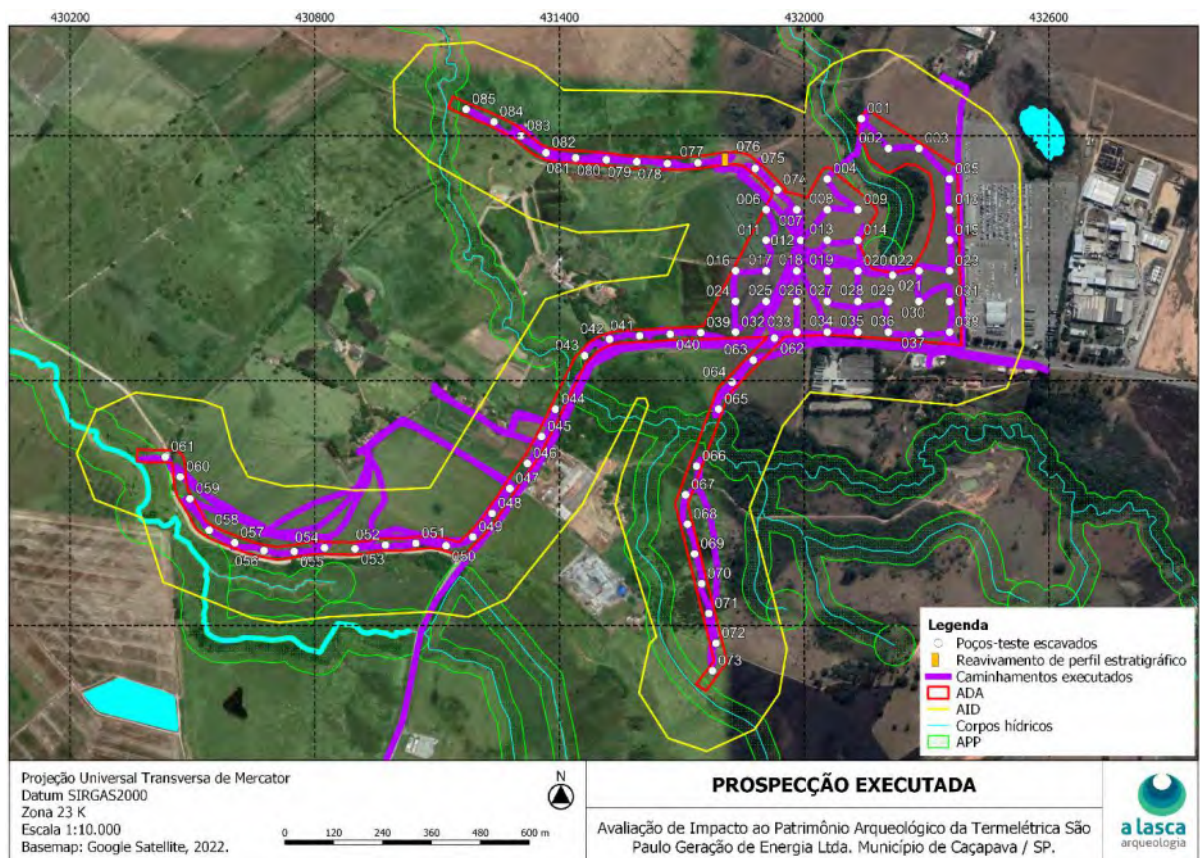 430200 430800 431400 432000 432600
085
084
083
082
081 080 079 078
077
076
075
074
001
002 003
004
005
006 007 008 009
011 012 013 014
015
016 017 018 019 020 022
021
023
024 025 026 027 028 029
030
031
032 033 034 035 036
037
038
039
040
041
042
043
044
045
046
047
048
049
050
051
052
053
054
055
056
057
058
059
060
061
062
063
064
065
066
067
068
069
070
071
072
073
Legenda
Poços-teste escavados
Reavivamento de perfil estratigráfico
Caminhamentos executados
ADA
AID
Corpos hídricos
APP
Projeção Universal Transversa de Mercator
Datum SIRGAS2000
Zona 23 K
Escala 1:10.000
Basemap: Google Satellite, 2022.
N
0 120 240 360 480 600 m
PROSPECÇÃO EXECUTADA
Avaliação de Impacto ao Patrimônio Arqueológico da Termelétrica São
Paulo Geração de Energia Ltda. Município de Caçapava / SP.
a lasca
arqueologia